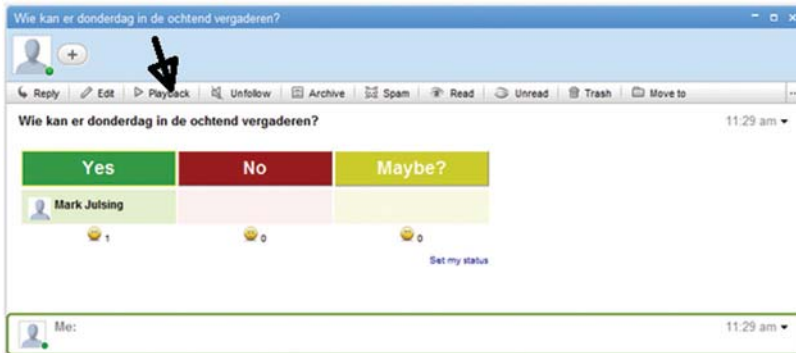 Wie kan er donderdag in de ochtend vergaderen?
Reply Edit Playback Unfollow Archive Spam Read Unread Trash Move to
Wie kan er donderdag in de ochtend vergaderen? 11:29 am
Yes No Maybe?
Mark Julsing
1 0 0
Set my status
Me: 11:29 am